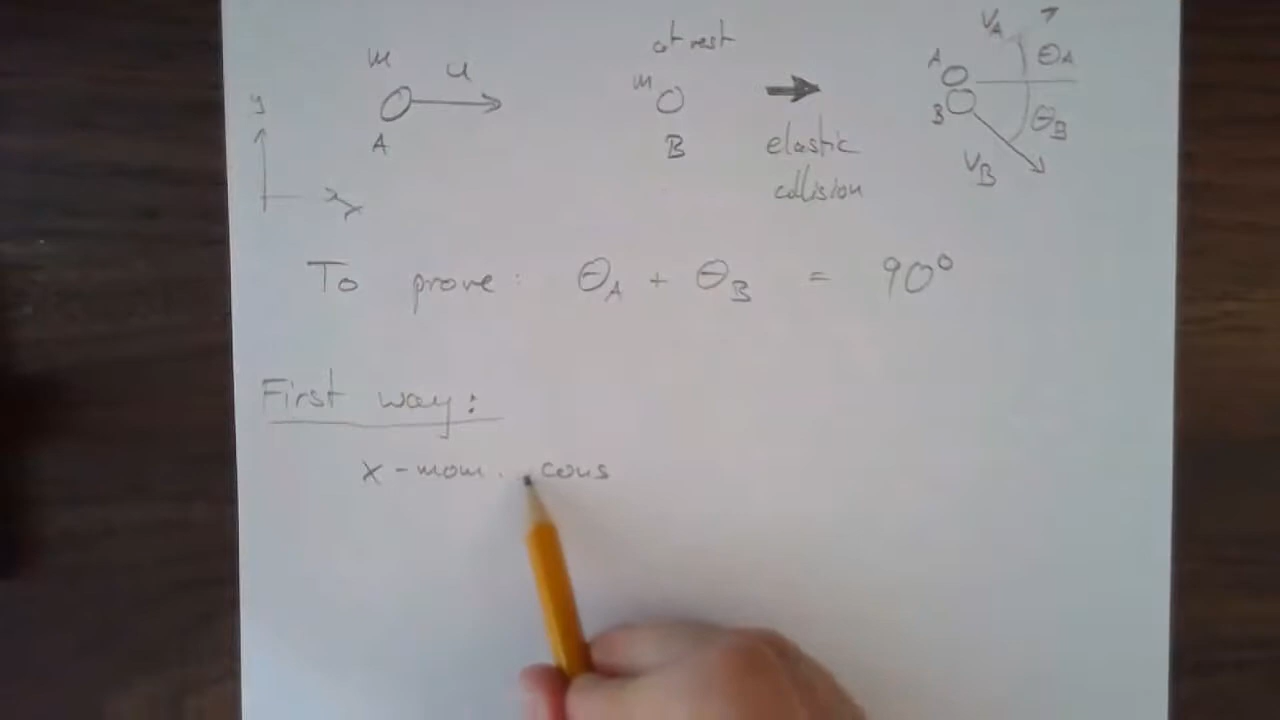 at rest
m u m A θA
y A B elastic B θB
x collision vB
vA
To prove: θA + θB = 90°
First way:
x - mom. cons